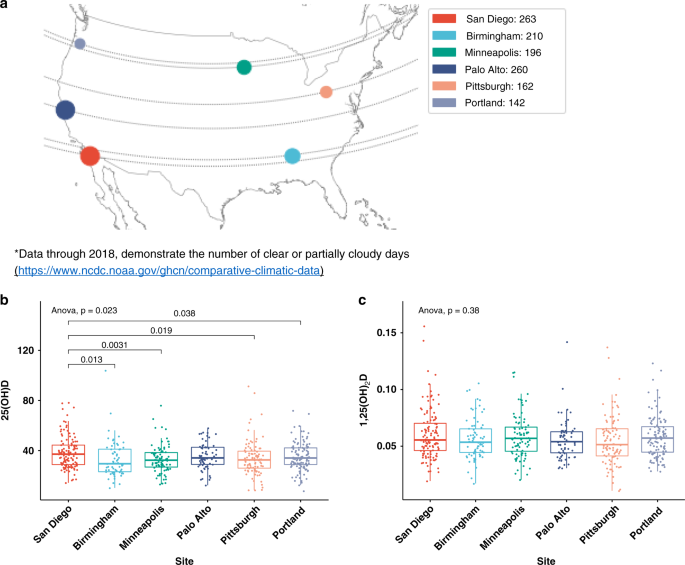 a
San Diego: 263
Birmingham: 210
Minneapolis: 196
Palo Alto: 260
Pittsburgh: 162
Portland: 142
*Data through 2018, demonstrate the number of clear or partially cloudy days
(https://www.ncdc.noaa.gov/ghcn/comparative-climatic-data)
b
Anova, p = 0.023
0.038
0.019
0.0031
0.013
120
80
40
25(OH)D
San Diego
Birmingham
Minneapolis
Palo Alto
Pittsburgh
Portland
Site
c
Anova, p = 0.38
0.15
0.10
0.05
1,25(OH)2D
San Diego
Birmingham
Minneapolis
Palo Alto
Pittsburgh
Portland
Site